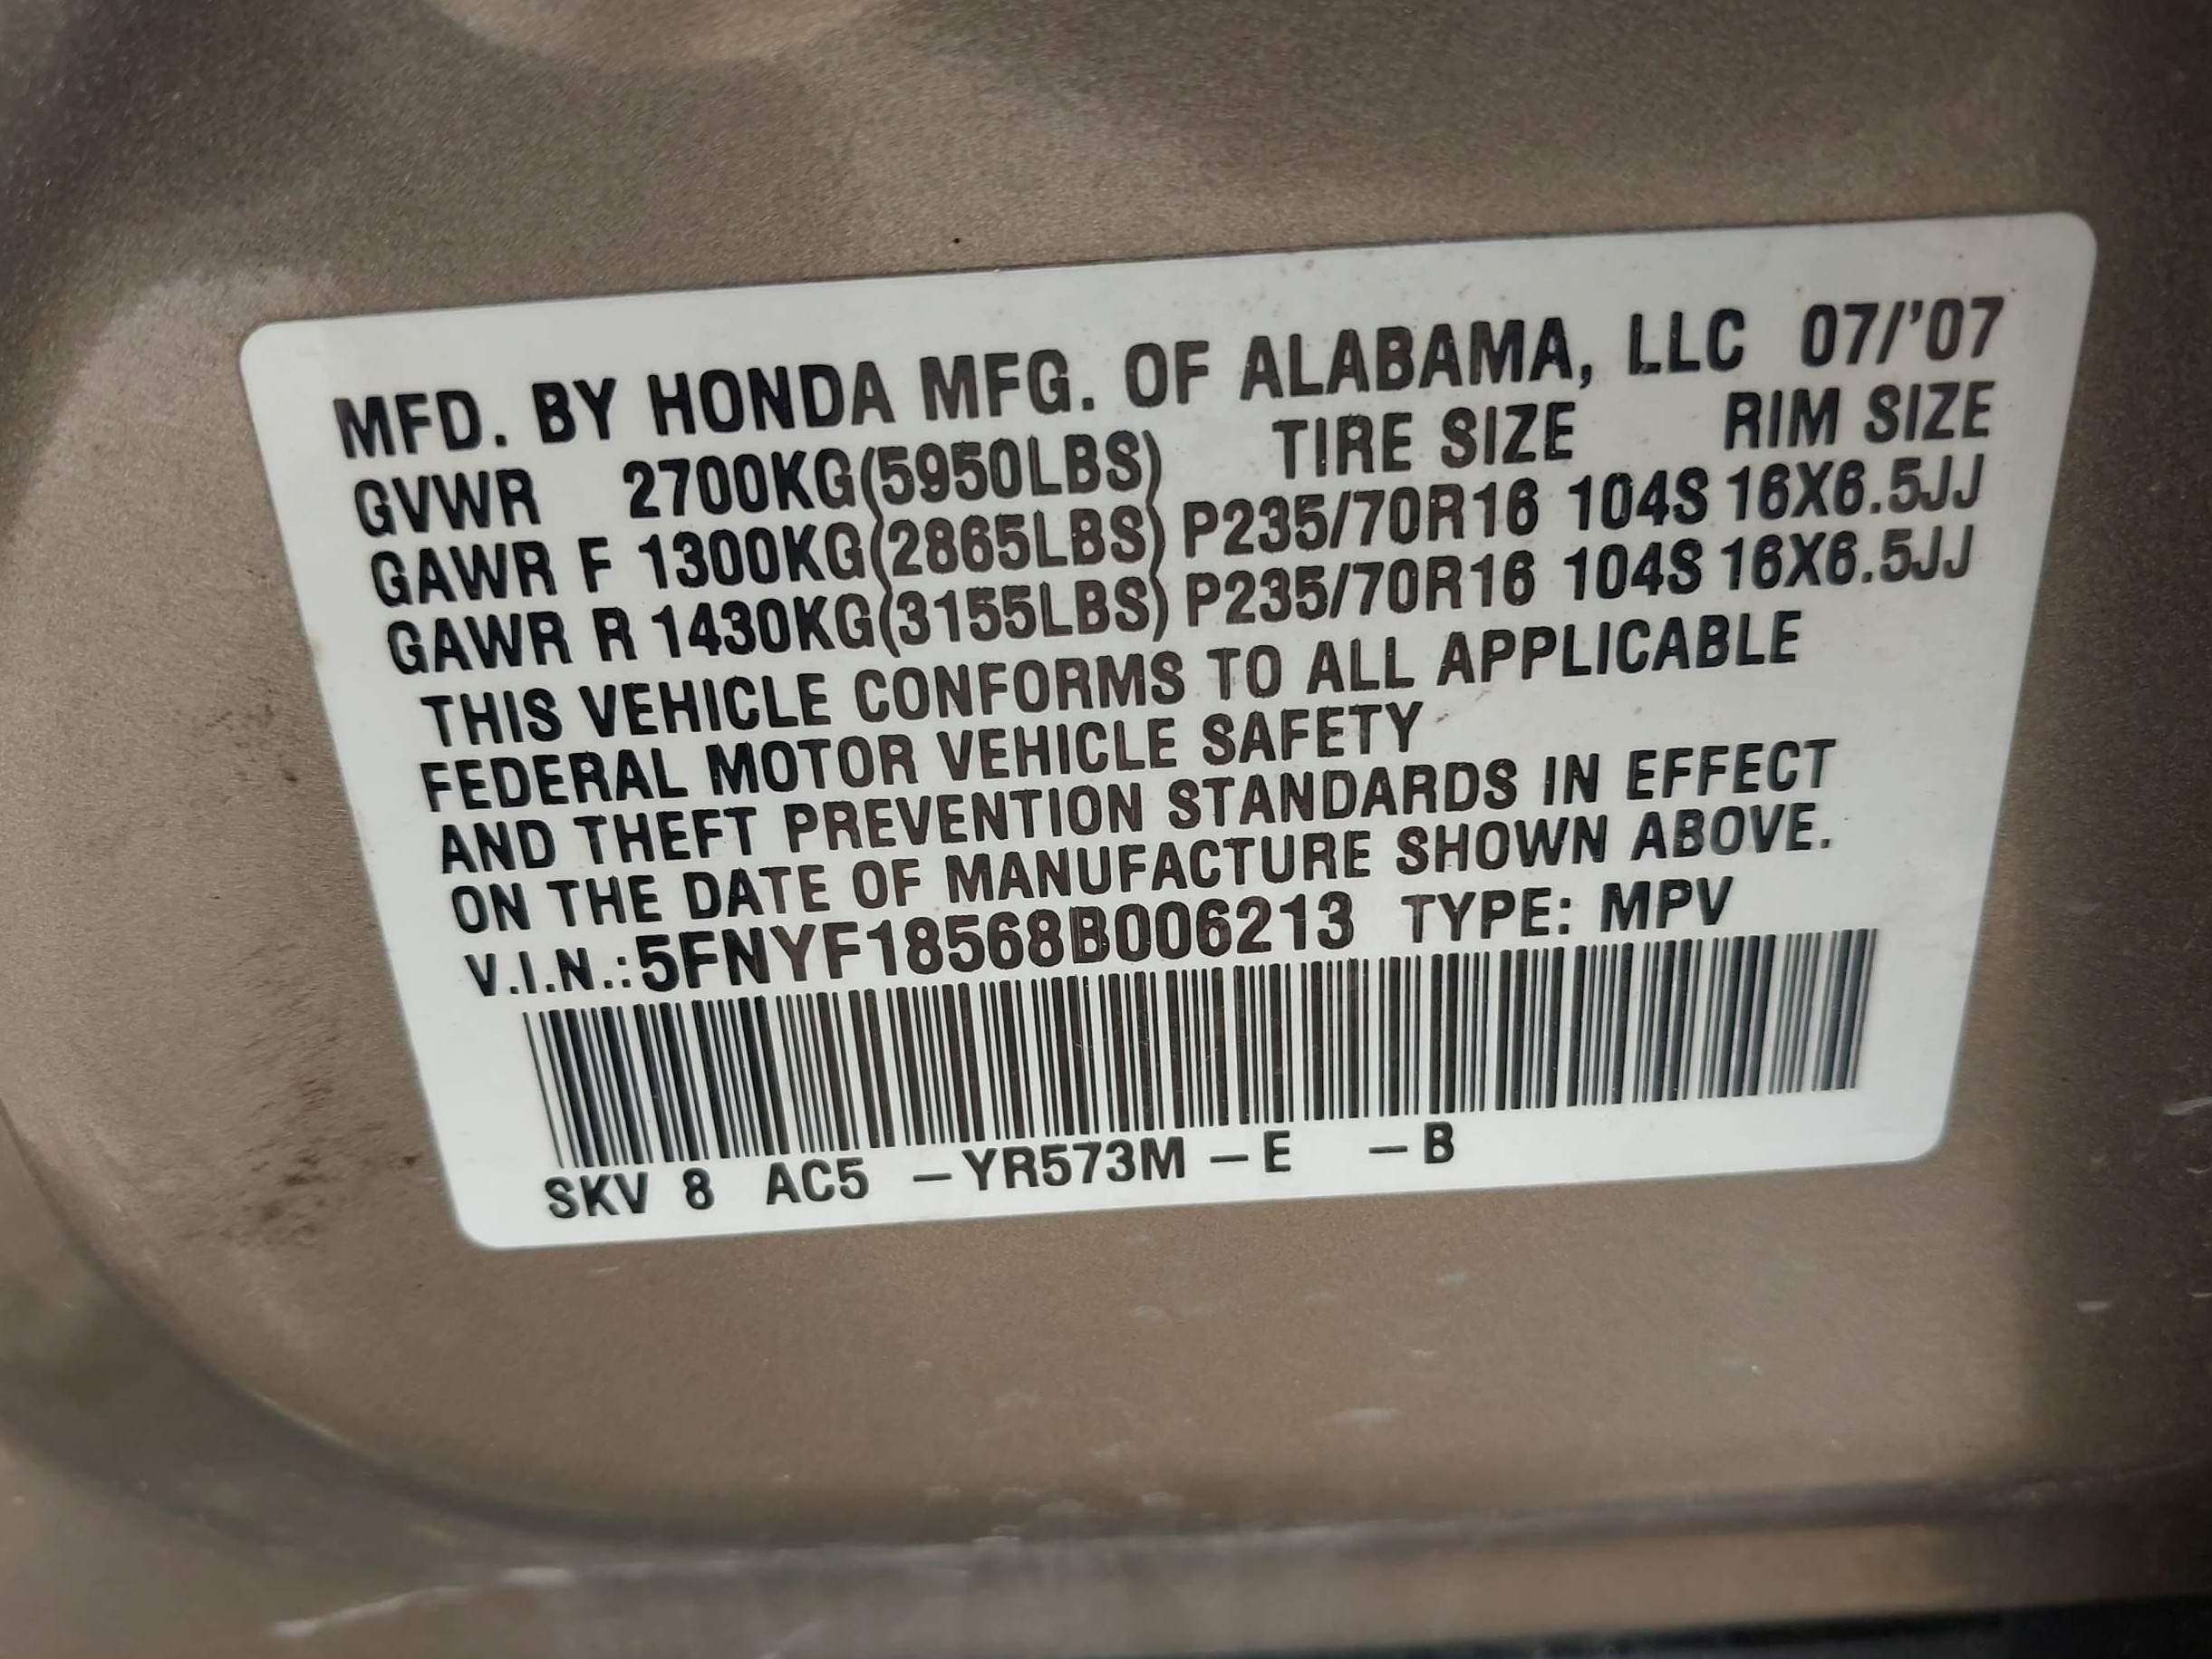 MFD. BY HONDA MFG. OF ALABAMA, LLC 07/'07
GVWR 2700KG(5950LBS) TIRE SIZE RIM SIZE
GAWR F 1300KG(2865LBS) P235/70R16 104S 16X6.5JJ
GAWR R 1430KG(3155LBS) P235/70R16 104S 16X6.5JJ
THIS VEHICLE CONFORMS TO ALL APPLICABLE
FEDERAL MOTOR VEHICLE SAFETY
AND THEFT PREVENTION STANDARDS IN EFFECT
ON THE DATE OF MANUFACTURE SHOWN ABOVE.
V.I.N.:5FNYF18568B006213 TYPE: MPV
SKV 8 AC5 -YR573M -E -B